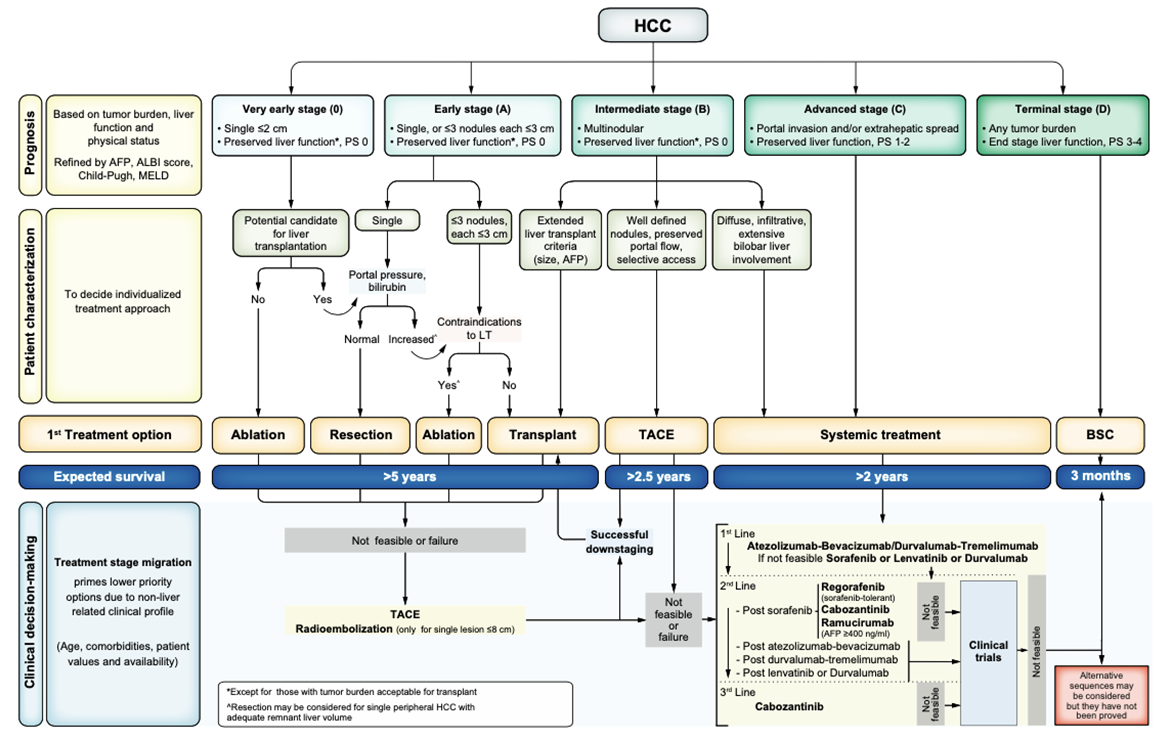 HCC
Prognosis
Based on tumor burden, liver
function and
physical status
Refined by AFP, ALBI score,
Child-Pugh, MELD
Very early stage (0)
• Single ≤2 cm
• Preserved liver function*, PS 0
Early stage (A)
• Single, or ≤3 nodules each ≤3 cm
• Preserved liver function*, PS 0
Intermediate stage (B)
• Multinodular
• Preserved liver function*, PS 0
Advanced stage (C)
• Portal invasion and/or extrahepatic spread
• Preserved liver function, PS 1-2
Terminal stage (D)
• Any tumor burden
• End stage liver function, PS 3-4
Patient characterization
To decide individualized
treatment approach
Potential candidate
for liver
transplantation
Single
≤3 nodules,
each ≤3 cm
Extended
liver transplant
criteria
(size, AFP)
Well defined
nodules, preserved
portal flow,
selective access
Diffuse, infiltrative,
extensive
bilobar liver
involvement
No
Yes
Portal pressure,
bilirubin
Normal
Increased^
Contraindications
to LT
Yes^
No
1st Treatment option
Ablation
Resection
Ablation
Transplant
TACE
Systemic treatment
BSC
Expected survival
>5 years
>2.5 years
>2 years
3 months
Clinical decision-making
Treatment stage migration
primes lower priority
options due to non-liver
related clinical profile
(Age, comorbidities, patient
values and availability)
Not feasible or failure
TACE
Radioembolization (only for single lesion ≤8 cm)
Successful
downstaging
Not
feasible
or
failure
1st Line
Atezolizumab-Bevacizumab/Durvalumab-Tremelimumab
If not feasible Sorafenib or Lenvatinib or Durvalumab
2nd Line
- Post sorafenib
Regorafenib
(sorafenib-tolerant)
Cabozantinib
Ramucirumab
(AFP ≥400 ng/ml)
- Post atezolizumab-bevacizumab
- Post durvalumab-tremelimumab
- Post lenvatinib or Durvalumab
3rd Line
Cabozantinib
Not
feasible
Not
feasible
Clinical
trials
Not feasible
Alternative
sequences may
be considered
but they have not
been proved
*Except for those with tumor burden acceptable for transplant
^Resection may be considered for single peripheral HCC with
adequate remnant liver volume